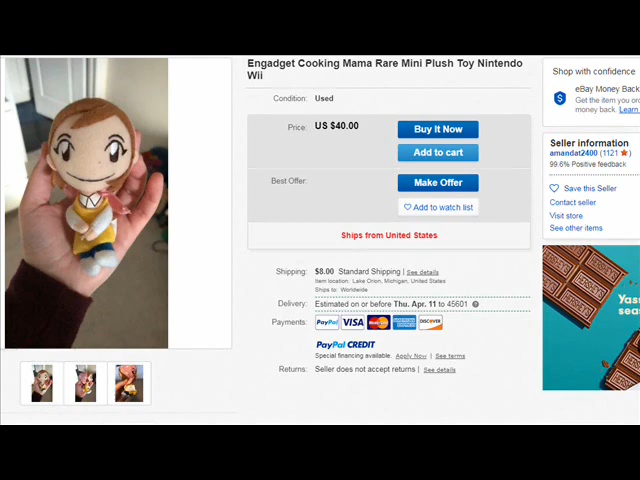 Engadget Cooking Mama Rare Mini Plush Toy Nintendo
Wii
Condition: Used
Price: US $40.00
Buy It Now
Add to cart
Best Offer:
Make Offer
Add to watch list
Ships from United States
Shipping: $8.00 Standard Shipping | See details
Item location: Lake Orion, Michigan, United States
Ships to: Worldwide
Delivery: Estimated on or before Thu. Apr. 11 to 45601
Payments: PayPal VISA MasterCard DISCOVER
PayPal CREDIT
Special financing available. Apply Now | See terms
Returns: Seller does not accept returns | See details
Shop with confidence
eBay Money Back
Get the item you ord
money back. Learn
Seller information
amandat2400 (1121
99.6% Positive feedback
Save this Seller
Contact seller
Visit store
See other items
Yass
seas
HERSHEY'S